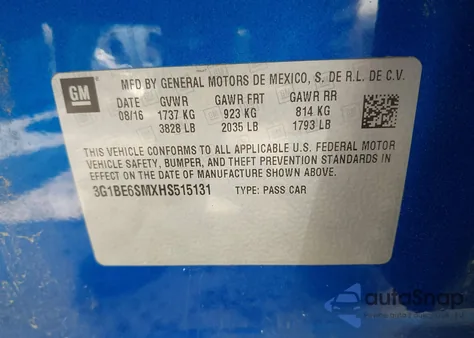 GM
MFD BY GENERAL MOTORS DE MEXICO, S. DE R.L. DE C.V.
DATE GVWR GAWR FRT GAWR RR
08/16 1737 KG 923 KG 814 KG
3828 LB 2035 LB 1793 LB
THIS VEHICLE CONFORMS TO ALL APPLICABLE U.S. FEDERAL MOTOR
VEHICLE SAFETY, BUMPER, AND THEFT PREVENTION STANDARDS IN
EFFECT ON THE DATE OF MANUFACTURE SHOWN ABOVE.
3G1BE6SMXHS515131 TYPE: PASS CAR
autoSnap